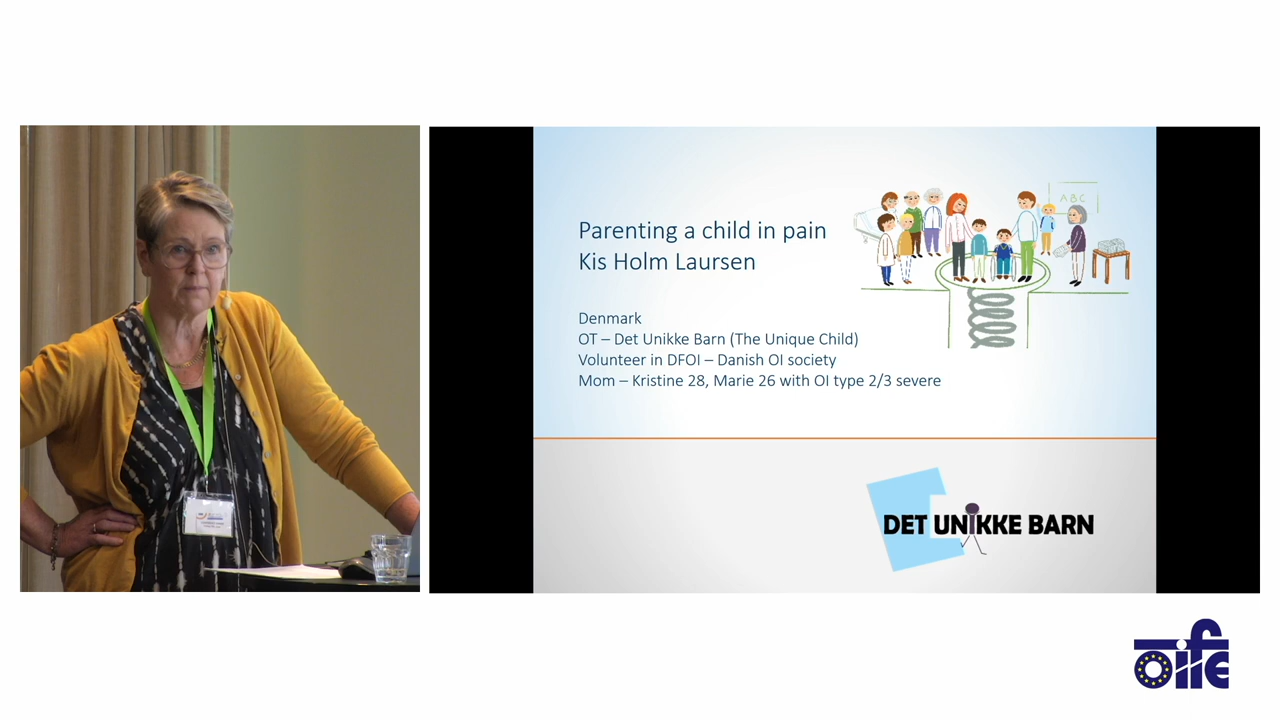 Parenting a child in pain
Kis Holm Laursen
Denmark
OT – Det Unikke Barn (The Unique Child)
Volunteer in DFOI – Danish OI society
Mom – Kristine 28, Marie 26 with OI type 2/3 severe
ABC
DET UNIKKE BARN
oife